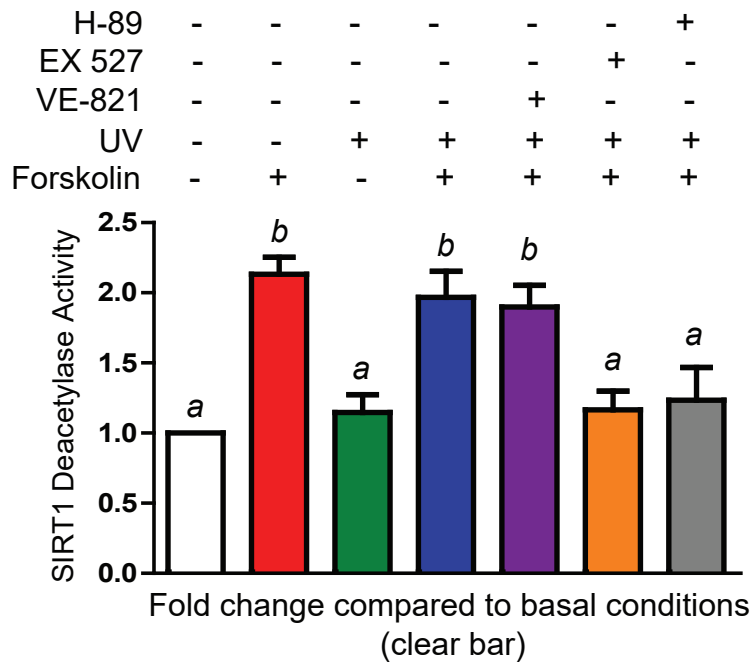 H-89 - - - - - - +
EX 527 - - - - - + -
VE-821 - - - - + - -
UV - - + + + + +
Forskolin - + - + + + +
SIRT1 Deacetylase Activity
2.5
2.0
1.5
1.0
0.5
0.0
a b a b b a a
Fold change compared to basal conditions
(clear bar)